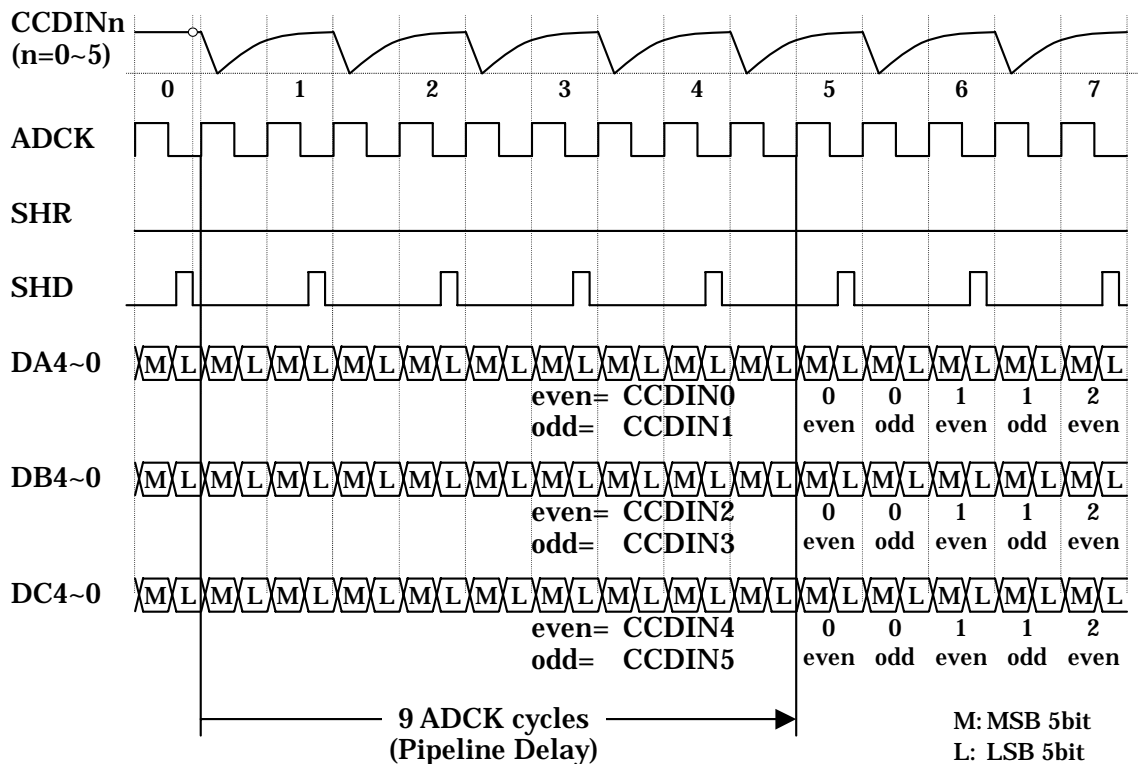 CCDINn
(n=0~5)
0 1 2 3 4 5 6 7
ADCK
SHR
SHD
DA4~0 M L M L M L M L M L M L M L M L M L M L M L M L M L M L M L
even= CCDIN0 0 0 1 1 2
odd= CCDIN1 even odd even odd even
DB4~0 M L M L M L M L M L M L M L M L M L M L M L M L M L M L M L
even= CCDIN2 0 0 1 1 2
odd= CCDIN3 even odd even odd even
DC4~0 M L M L M L M L M L M L M L M L M L M L M L M L M L M L M L
even= CCDIN4 0 0 1 1 2
odd= CCDIN5 even odd even odd even
9 ADCK cycles
(Pipeline Delay)
M: MSB 5bit
L: LSB 5bit